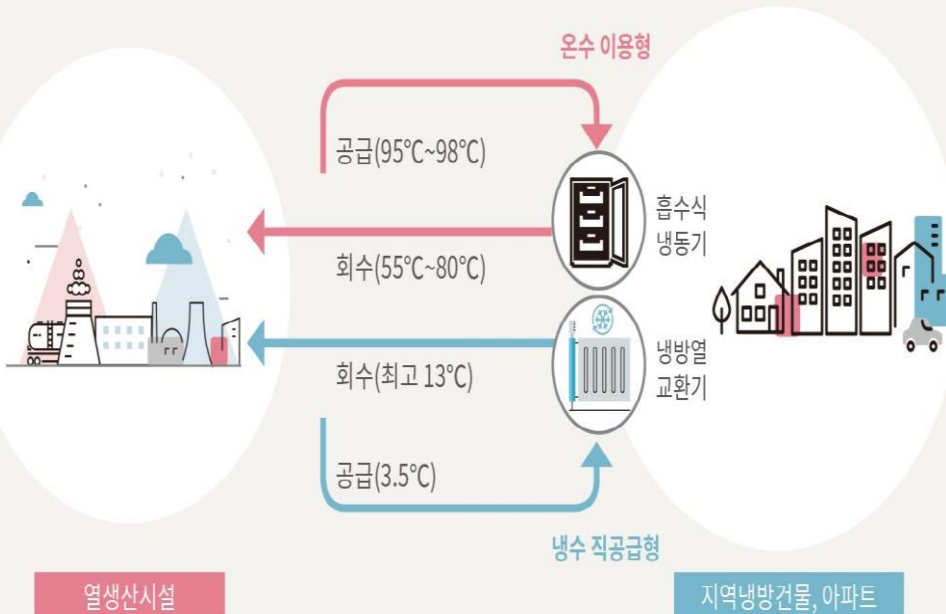 온수 이용형
공급(95°C~98°C)
흡수식
냉동기
회수(55°C~80°C)
회수(최고 13°C)
냉방열
교환기
공급(3.5°C)
냉수 직공급형
열생산시설
지역냉방건물, 아파트